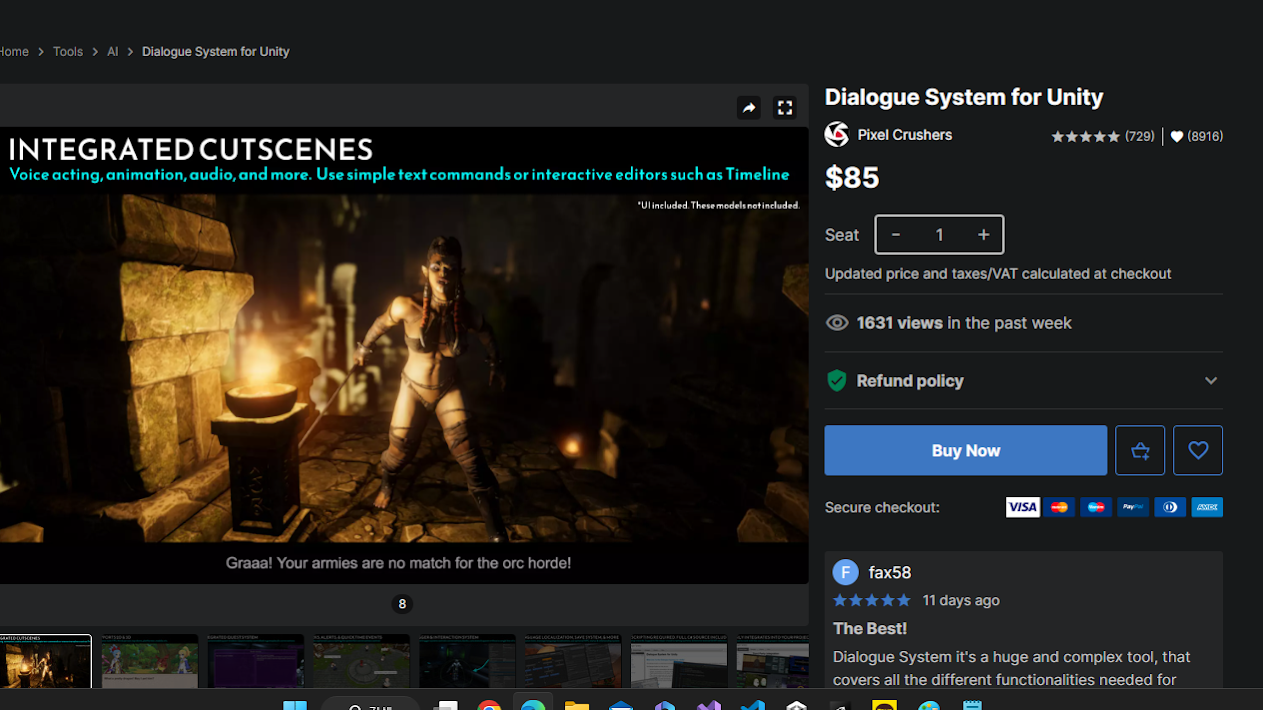 Home > Tools > AI > Dialogue System for Unity
INTEGRATED CUTSCENES
Voice acting, animation, audio, and more. Use simple text commands or interactive editors such as Timeline
*UI included. These models not included.
Graaa! Your armies are no match for the orc horde!
8
Dialogue System for Unity
Pixel Crushers
(729)
(8916)
$85
Seat
- 1 +
Updated price and taxes/VAT calculated at checkout
1631 views in the past week
Refund policy
Buy Now
Secure checkout:
VISA
PayPal
AMEX
F fax58
11 days ago
The Best!
Dialogue System it's a huge and complex tool, that
covers all the different functionalities needed for